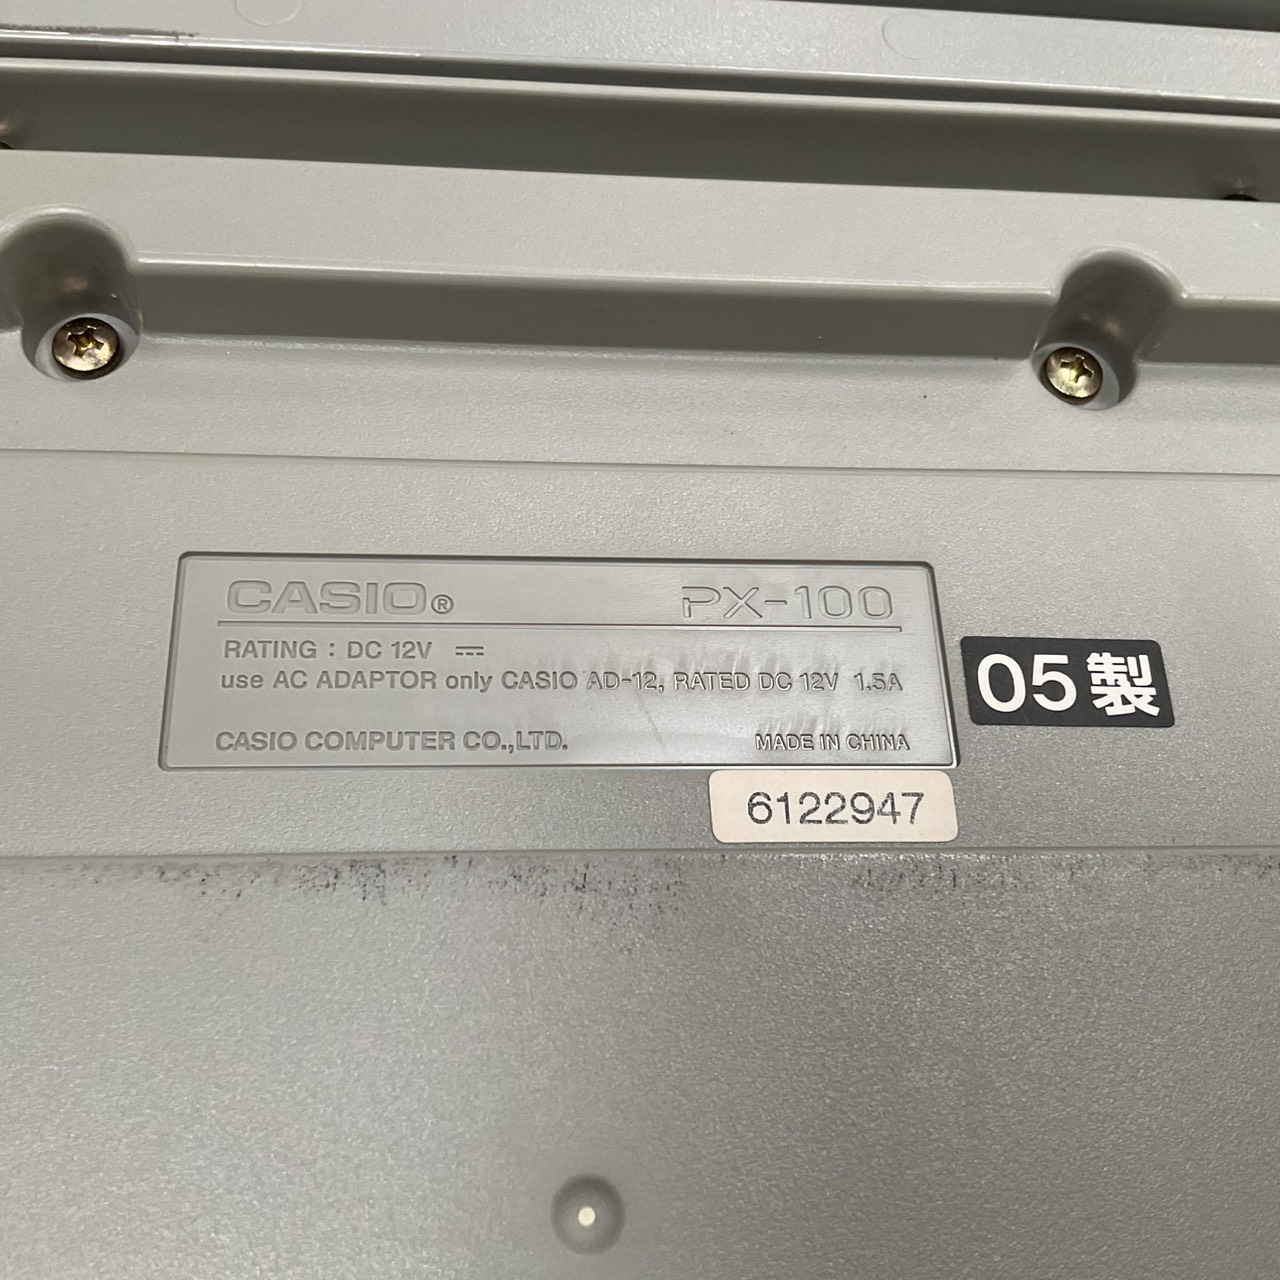 CASIO® PX-100
RATING : DC 12V ⎓
use AC ADAPTOR only CASIO AD-12, RATED DC 12V 1.5A
CASIO COMPUTER CO.,LTD. MADE IN CHINA
05製
6122947